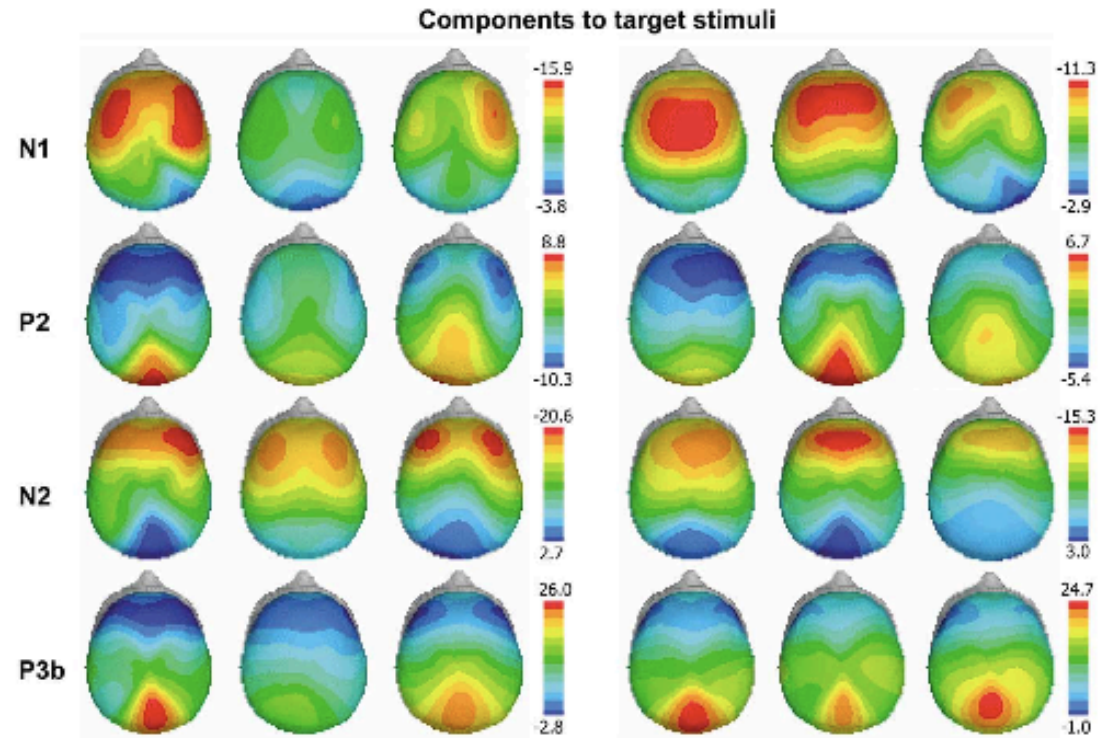 Components to target stimuli
-15.9 -11.3
N1
-3.8 -2.9
8.8 6.7
P2
-10.3 -5.4
-20.6 -15.3
N2
2.7 3.0
26.0 24.7
P3b
-2.8 -1.0